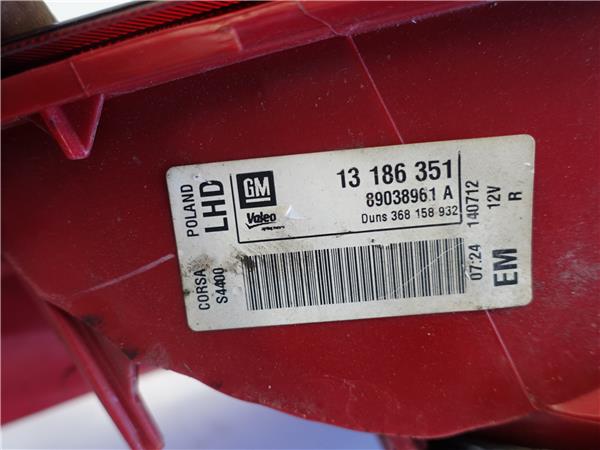 POLAND
LHD
GM
Valeo
13 186 351
89038961 A
Duns 368 158 932
CORSA
S4400
07:24 140712
12V
R
EM